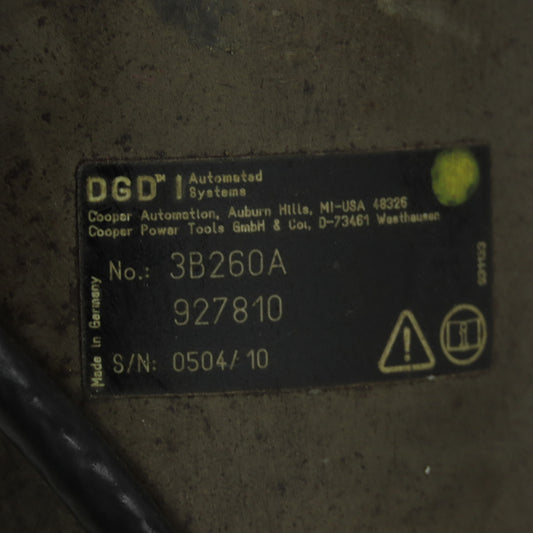 DGD™ | Automated
Systems
Cooper Automation, Auburn Hills, MI-USA 48326
Cooper Power Tools GmbH & Co., D-73461 Westhausen
No.: 3B260A
927810
S/N: 0504/10
Made in Germany